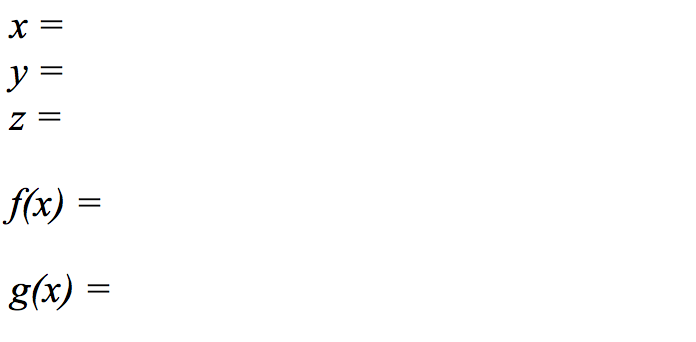 x =
y =
z =
f(x) =
g(x) =